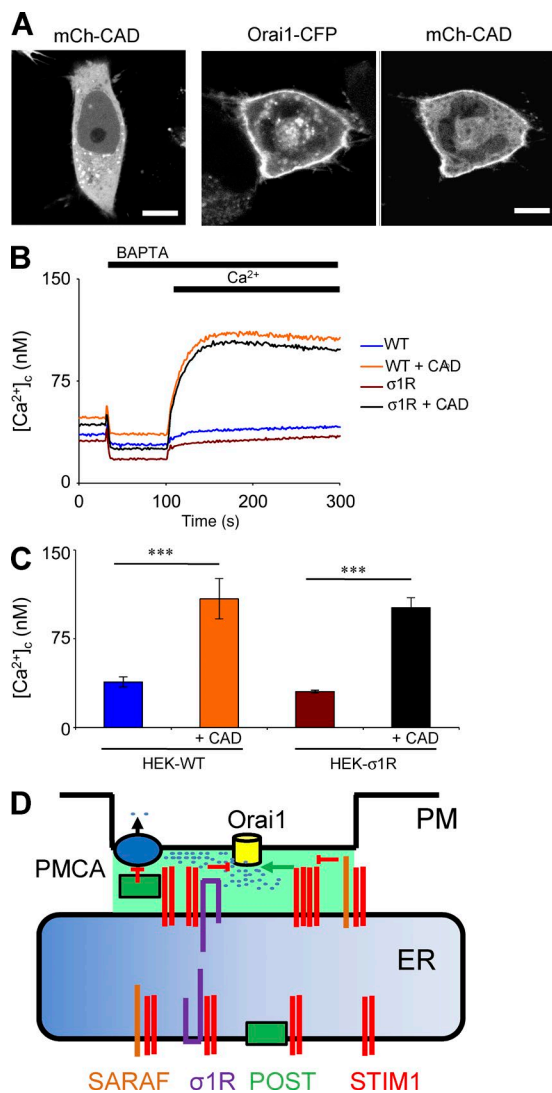 A
mCh-CAD
Orai1-CFP
mCh-CAD
B
BAPTA
Ca²⁺
150
75
0
[Ca²⁺]c (nM)
0
100
200
300
Time (s)
WT
WT + CAD
σ1R
σ1R + CAD
C
150
75
0
[Ca²⁺]c (nM)
***
***
+ CAD
+ CAD
HEK-WT
HEK-σ1R
D
Orai1
PM
PMCA
ER
SARAF σ1R POST STIM1